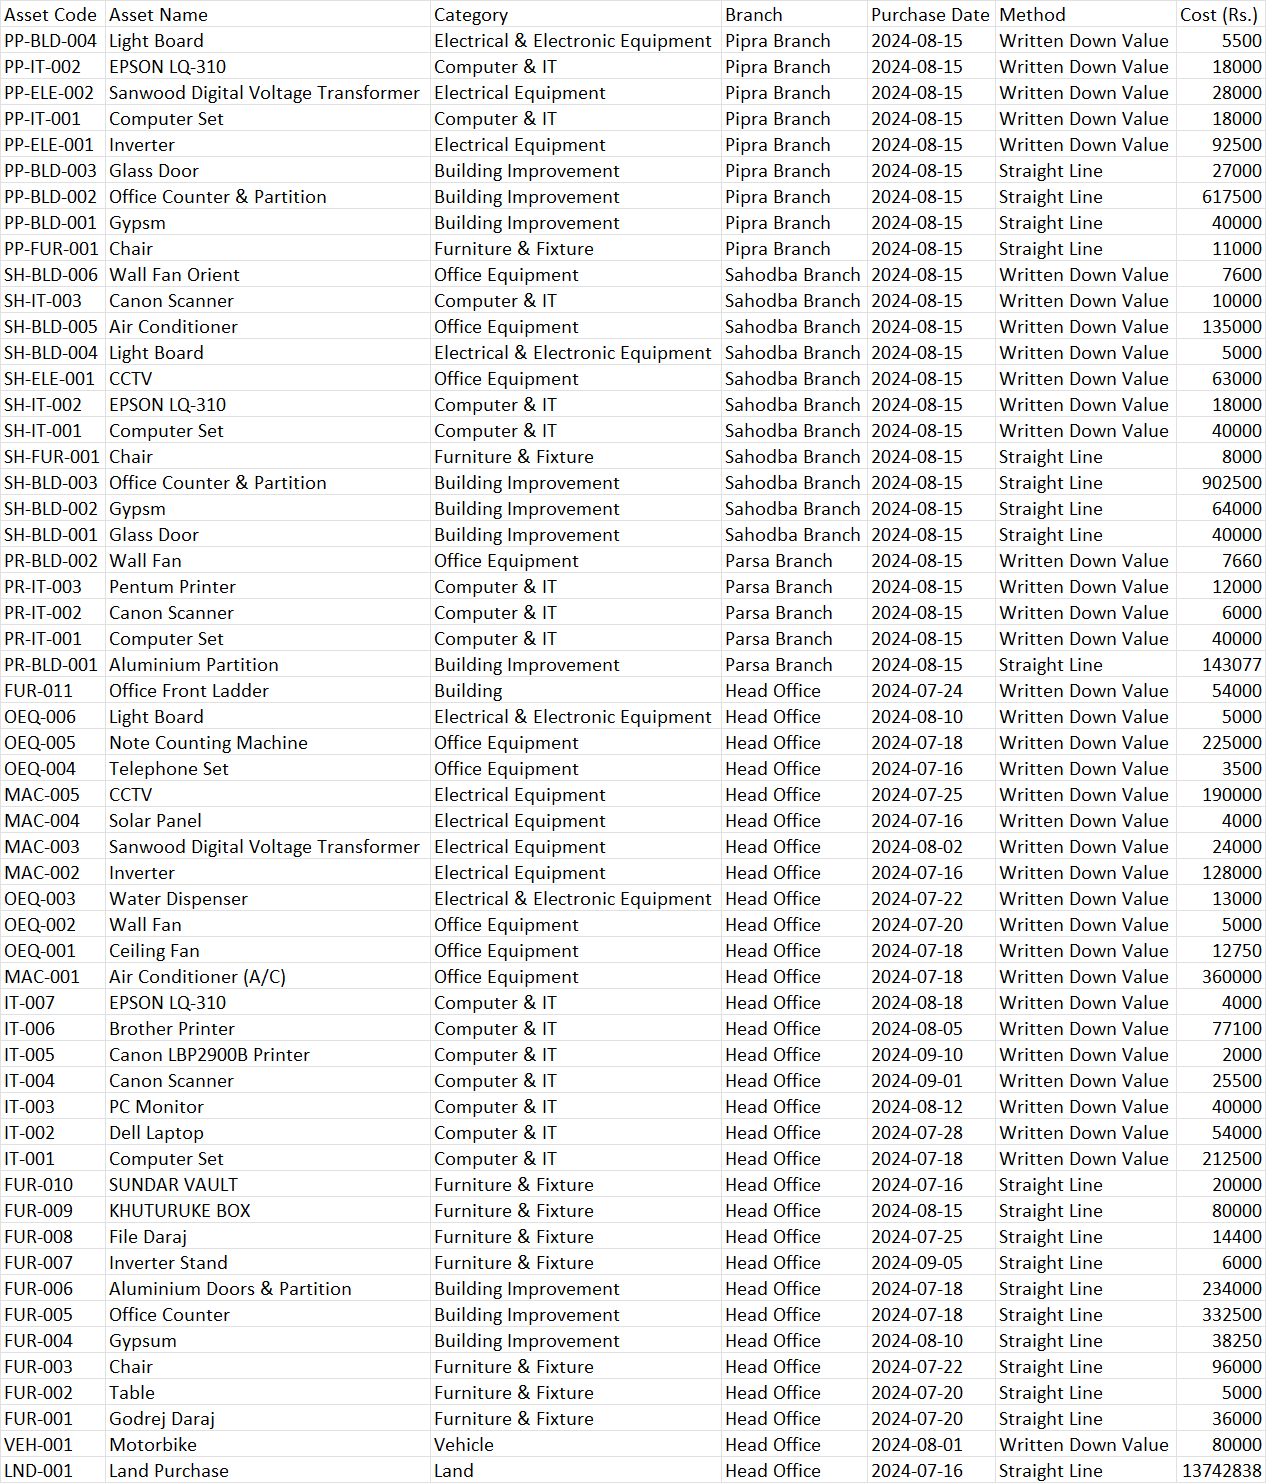 Asset Code Asset Name Category Branch Purchase Date Method Cost (Rs.)
PP-BLD-004 Light Board Electrical & Electronic Equipment Pipra Branch 2024-08-15 Written Down Value 5500
PP-IT-002 EPSON LQ-310 Computer & IT Pipra Branch 2024-08-15 Written Down Value 18000
PP-ELE-002 Sanwood Digital Voltage Transformer Electrical Equipment Pipra Branch 2024-08-15 Written Down Value 28000
PP-IT-001 Computer Set Computer & IT Pipra Branch 2024-08-15 Written Down Value 18000
PP-ELE-001 Inverter Electrical Equipment Pipra Branch 2024-08-15 Written Down Value 92500
PP-BLD-003 Glass Door Building Improvement Pipra Branch 2024-08-15 Straight Line 27000
PP-BLD-002 Office Counter & Partition Building Improvement Pipra Branch 2024-08-15 Straight Line 617500
PP-BLD-001 Gypsm Building Improvement Pipra Branch 2024-08-15 Straight Line 40000
PP-FUR-001 Chair Furniture & Fixture Pipra Branch 2024-08-15 Straight Line 11000
SH-BLD-006 Wall Fan Orient Office Equipment Sahodba Branch 2024-08-15 Written Down Value 7600
SH-IT-003 Canon Scanner Computer & IT Sahodba Branch 2024-08-15 Written Down Value 10000
SH-BLD-005 Air Conditioner Office Equipment Sahodba Branch 2024-08-15 Written Down Value 135000
SH-BLD-004 Light Board Electrical & Electronic Equipment Sahodba Branch 2024-08-15 Written Down Value 5000
SH-ELE-001 CCTV Office Equipment Sahodba Branch 2024-08-15 Written Down Value 63000
SH-IT-002 EPSON LQ-310 Computer & IT Sahodba Branch 2024-08-15 Written Down Value 18000
SH-IT-001 Computer Set Computer & IT Sahodba Branch 2024-08-15 Written Down Value 40000
SH-FUR-001 Chair Furniture & Fixture Sahodba Branch 2024-08-15 Straight Line 8000
SH-BLD-003 Office Counter & Partition Building Improvement Sahodba Branch 2024-08-15 Straight Line 902500
SH-BLD-002 Gypsm Building Improvement Sahodba Branch 2024-08-15 Straight Line 64000
SH-BLD-001 Glass Door Building Improvement Sahodba Branch 2024-08-15 Straight Line 40000
PR-BLD-002 Wall Fan Office Equipment Parsa Branch 2024-08-15 Written Down Value 7660
PR-IT-003 Pentum Printer Computer & IT Parsa Branch 2024-08-15 Written Down Value 12000
PR-IT-002 Canon Scanner Computer & IT Parsa Branch 2024-08-15 Written Down Value 6000
PR-IT-001 Computer Set Computer & IT Parsa Branch 2024-08-15 Written Down Value 40000
PR-BLD-001 Aluminium Partition Building Improvement Parsa Branch 2024-08-15 Straight Line 143077
FUR-011 Office Front Ladder Building Head Office 2024-07-24 Written Down Value 54000
OEQ-006 Light Board Electrical & Electronic Equipment Head Office 2024-08-10 Written Down Value 5000
OEQ-005 Note Counting Machine Office Equipment Head Office 2024-07-18 Written Down Value 225000
OEQ-004 Telephone Set Office Equipment Head Office 2024-07-16 Written Down Value 3500
MAC-005 CCTV Electrical Equipment Head Office 2024-07-25 Written Down Value 190000
MAC-004 Solar Panel Electrical Equipment Head Office 2024-07-16 Written Down Value 4000
MAC-003 Sanwood Digital Voltage Transformer Electrical Equipment Head Office 2024-08-02 Written Down Value 24000
MAC-002 Inverter Electrical Equipment Head Office 2024-07-16 Written Down Value 128000
OEQ-003 Water Dispenser Electrical & Electronic Equipment Head Office 2024-07-22 Written Down Value 13000
OEQ-002 Wall Fan Office Equipment Head Office 2024-07-20 Written Down Value 5000
OEQ-001 Ceiling Fan Office Equipment Head Office 2024-07-18 Written Down Value 12750
MAC-001 Air Conditioner (A/C) Office Equipment Head Office 2024-07-18 Written Down Value 360000
IT-007 EPSON LQ-310 Computer & IT Head Office 2024-08-18 Written Down Value 4000
IT-006 Brother Printer Computer & IT Head Office 2024-08-05 Written Down Value 77100
IT-005 Canon LBP2900B Printer Computer & IT Head Office 2024-09-10 Written Down Value 2000
IT-004 Canon Scanner Computer & IT Head Office 2024-09-01 Written Down Value 25500
IT-003 PC Monitor Computer & IT Head Office 2024-08-12 Written Down Value 40000
IT-002 Dell Laptop Computer & IT Head Office 2024-07-28 Written Down Value 54000
IT-001 Computer Set Computer & IT Head Office 2024-07-18 Written Down Value 212500
FUR-010 SUNDAR VAULT Furniture & Fixture Head Office 2024-07-16 Straight Line 20000
FUR-009 KHUTURUKE BOX Furniture & Fixture Head Office 2024-08-15 Straight Line 80000
FUR-008 File Daraj Furniture & Fixture Head Office 2024-07-25 Straight Line 14400
FUR-007 Inverter Stand Furniture & Fixture Head Office 2024-09-05 Straight Line 6000
FUR-006 Aluminium Doors & Partition Building Improvement Head Office 2024-07-18 Straight Line 234000
FUR-005 Office Counter Building Improvement Head Office 2024-07-18 Straight Line 332500
FUR-004 Gypsum Building Improvement Head Office 2024-08-10 Straight Line 38250
FUR-003 Chair Furniture & Fixture Head Office 2024-07-22 Straight Line 96000
FUR-002 Table Furniture & Fixture Head Office 2024-07-20 Straight Line 5000
FUR-001 Godrej Daraj Furniture & Fixture Head Office 2024-07-20 Straight Line 36000
VEH-001 Motorbike Vehicle Head Office 2024-08-01 Written Down Value 80000
LND-001 Land Purchase Land Head Office 2024-07-16 Straight Line 13742838